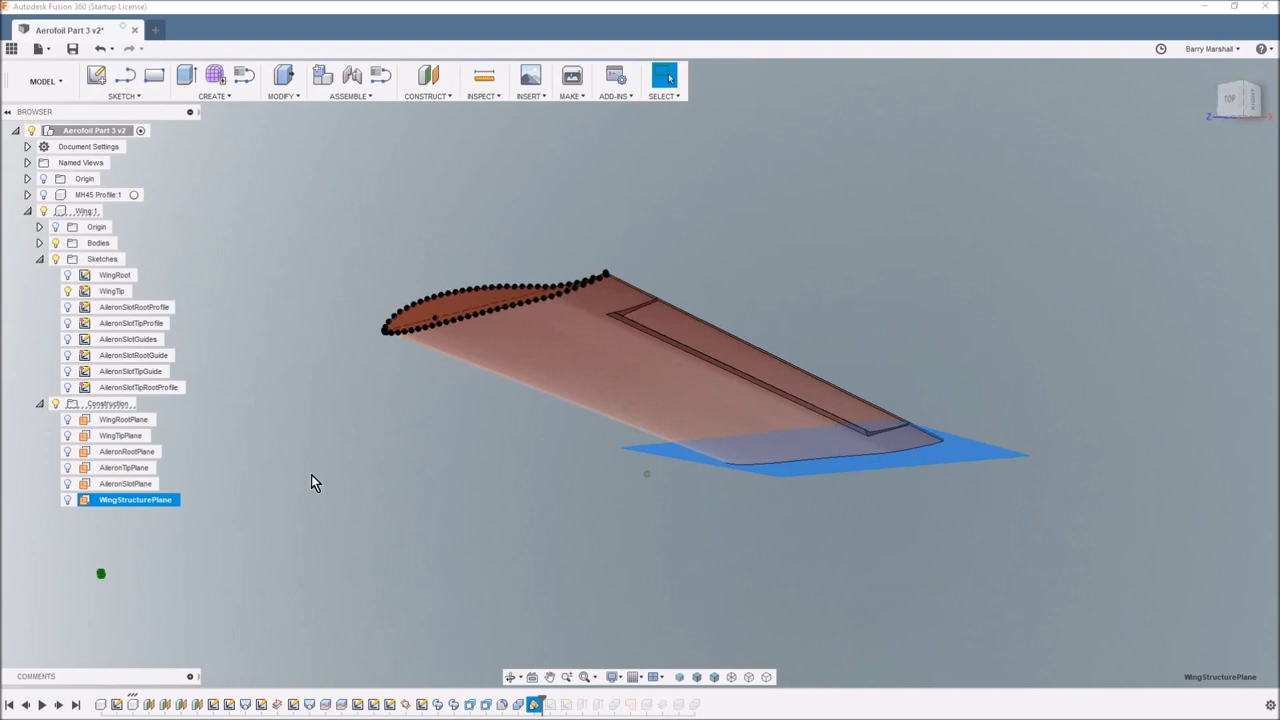 Autodesk Fusion 360 (Startup License)
Aerofoil Part 3 v2*
Barry Marshall
MODEL
SKETCH
CREATE
MODIFY
ASSEMBLE
CONSTRUCT
INSPECT
INSERT
MAKE
ADD-INS
SELECT
TOP
RIGHT
Z
X
BROWSER
Aerofoil Part 3 v2
Document Settings
Named Views
Origin
MH45 Profile:1
Wing:1
Origin
Bodies
Sketches
WingRoot
WingTip
AileronSlotRootProfile
AileronSlotTipProfile
AileronSlotGuides
AileronSlotRootGuide
AileronSlotTipGuide
AileronSlotTipRootProfile
Construction
WingRootPlane
WingTipPlane
AileronRootPlane
AileronTipPlane
AileronSlotPlane
WingStructurePlane
COMMENTS
WingStructurePlane